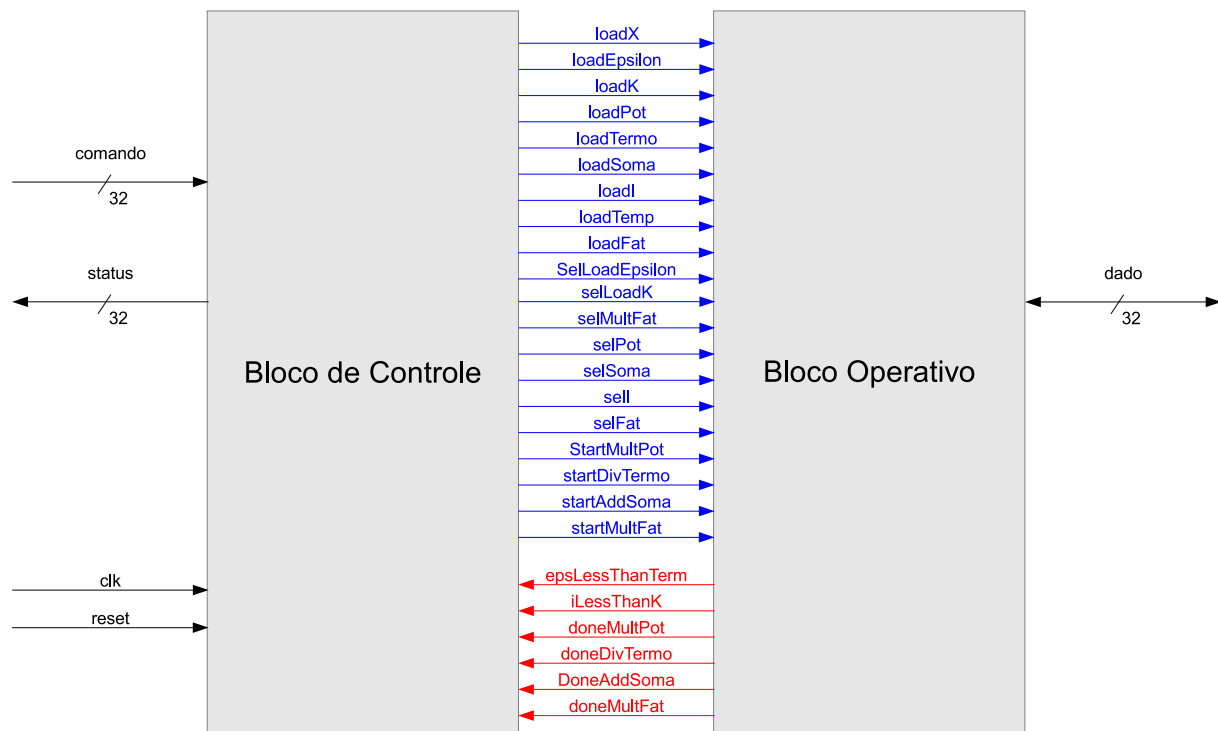 loadX
loadEpsilon
loadK
loadPot
loadTermo
loadSoma
loadI
loadTemp
loadFat
SelLoadEpsilon
selLoadK
selMultFat
selPot
selSoma
selI
selFat
StartMultPot
startDivTermo
startAddSoma
startMultFat
epsLessThanTerm
iLessThanK
doneMultPot
doneDivTermo
DoneAddSoma
doneMultFat
comando
32
status
32
clk
reset
Bloco de Controle
Bloco Operativo
dado
32